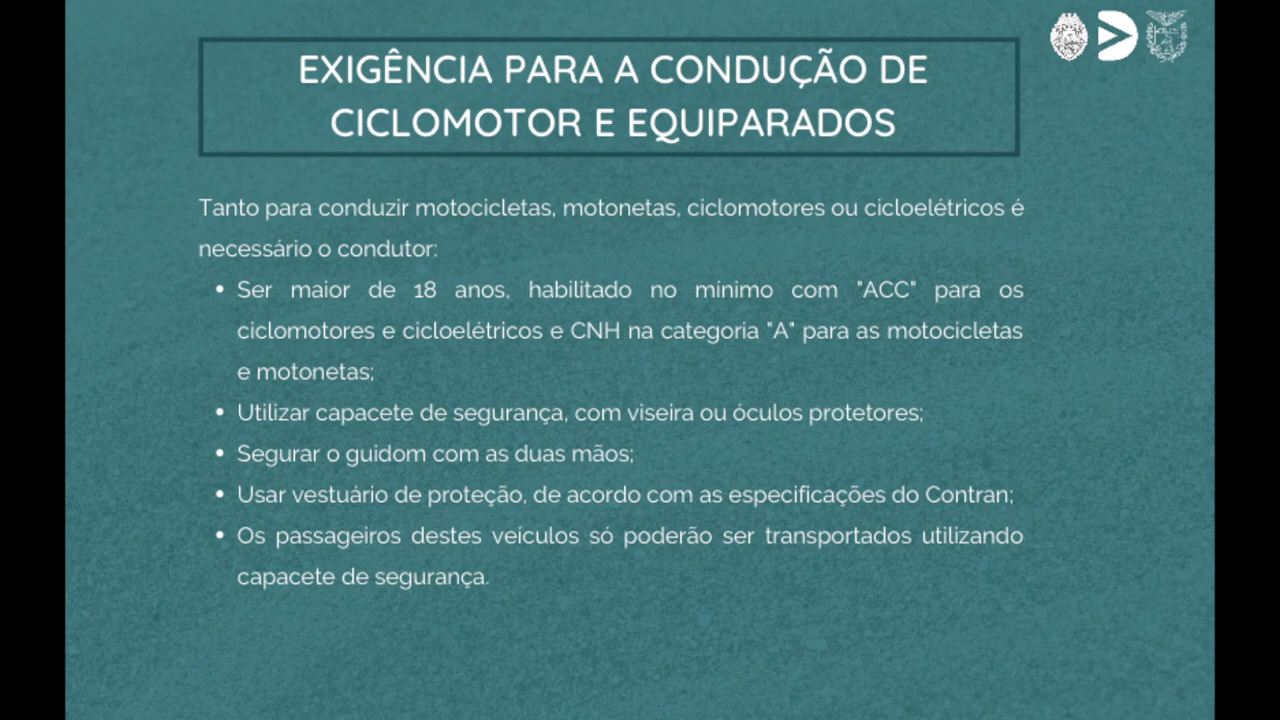 EXIGÊNCIA PARA A CONDUÇÃO DE
CICLOMOTOR E EQUIPARADOS
Tanto para conduzir motocicletas, motonetas, ciclomotores ou cicloelétricos é
necessário o condutor:
• Ser maior de 18 anos, habilitado no mínimo com "ACC" para os
ciclomotores e cicloelétricos e CNH na categoria "A" para as motocicletas
e motonetas;
• Utilizar capacete de segurança, com viseira ou óculos protetores;
• Segurar o guidom com as duas mãos;
• Usar vestuário de proteção, de acordo com as especificações do Contran;
• Os passageiros destes veículos só poderão ser transportados utilizando
capacete de segurança.